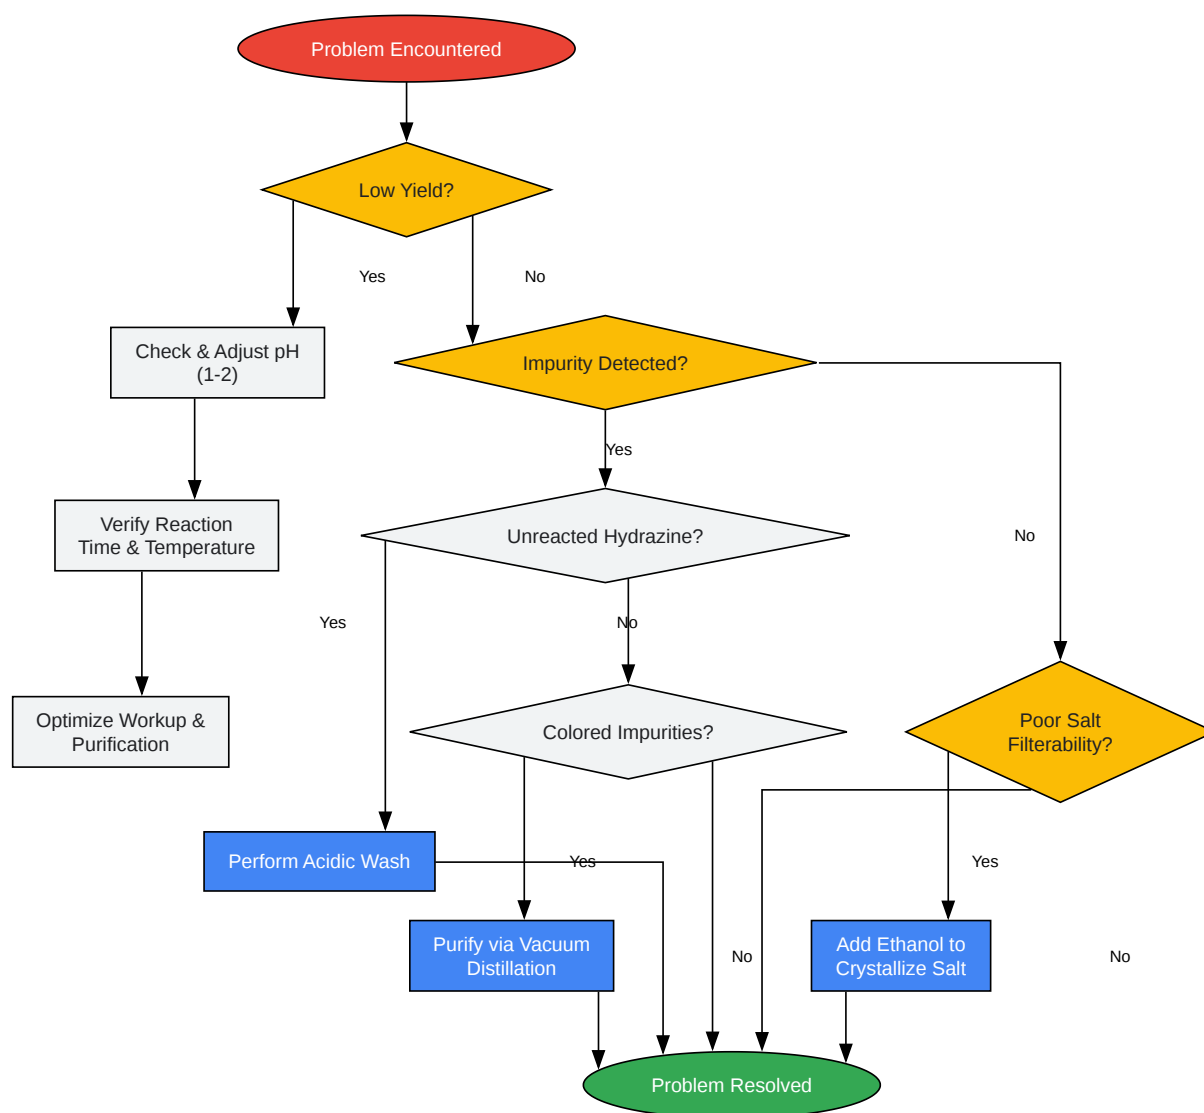 Problem Encountered
Low Yield?
Yes
No
Check & Adjust pH
(1-2)
Impurity Detected?
Yes
Verify Reaction
Time & Temperature
Unreacted Hydrazine?
No
Yes
No
Optimize Workup &
Purification
Colored Impurities?
Poor Salt
Filterability?
Perform Acidic Wash
Yes
Yes
Purify via Vacuum
Distillation
No
Add Ethanol to
Crystallize Salt
No
Problem Resolved